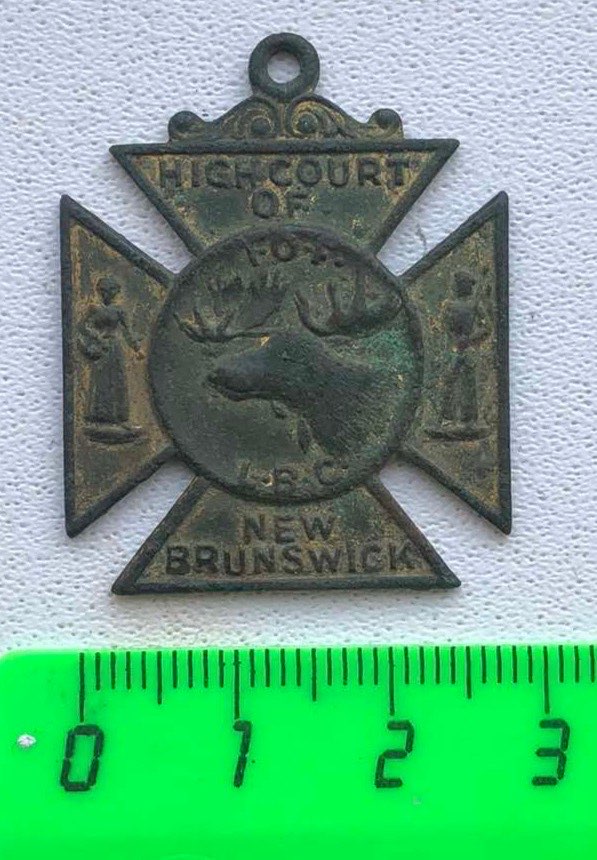 HIGH COURT
OF
I·O·F·
L·B·C·
NEW
BRUNSWICK
0 1 2 3